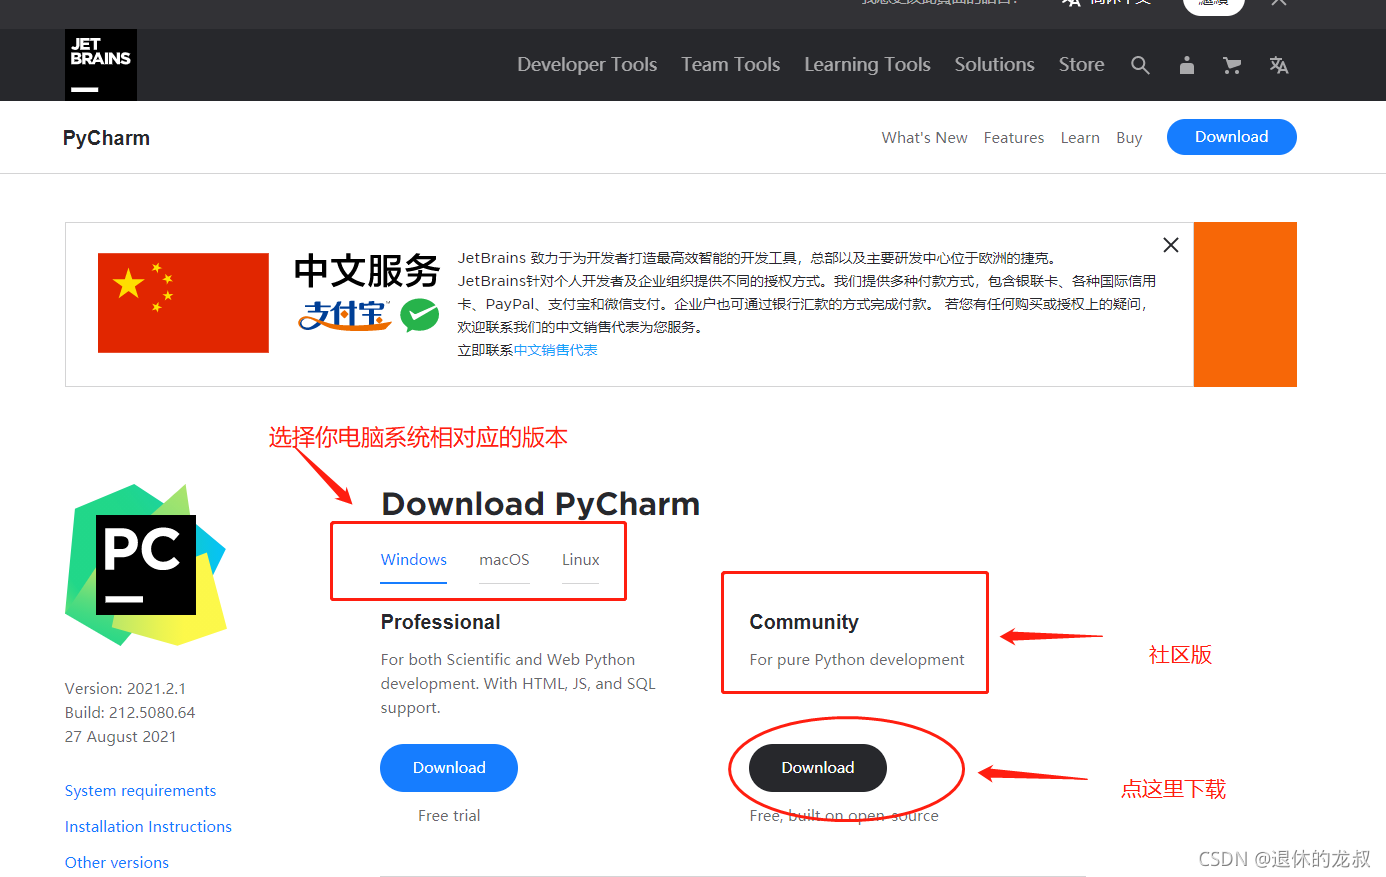 简体中文
繼續
JET
BRAINS
Developer Tools
Team Tools
Learning Tools
Solutions
Store
PyCharm
What's New
Features
Learn
Buy
Download
中文服务
支付宝
JetBrains 致力于为开发者打造最高效智能的开发工具，总部以及主要研发中心位于欧洲的捷克。
JetBrains针对个人开发者及企业组织提供不同的授权方式。我们提供多种付款方式，包含银联卡、各种国际信用
卡、PayPal、支付宝和微信支付。企业户也可通过银行汇款的方式完成付款。 若您有任何购买或授权上的疑问，
欢迎联系我们的中文销售代表为您服务。
立即联系中文销售代表
选择你电脑系统相对应的版本
PC
Download PyCharm
Windows
macOS
Linux
Professional
For both Scientific and Web Python
development. With HTML, JS, and SQL
support.
Download
Free trial
Community
For pure Python development
社区版
Download
点这里下载
Free, built on open-source
Version: 2021.2.1
Build: 212.5080.64
27 August 2021
System requirements
Installation Instructions
Other versions
CSDN @退休的龙叔